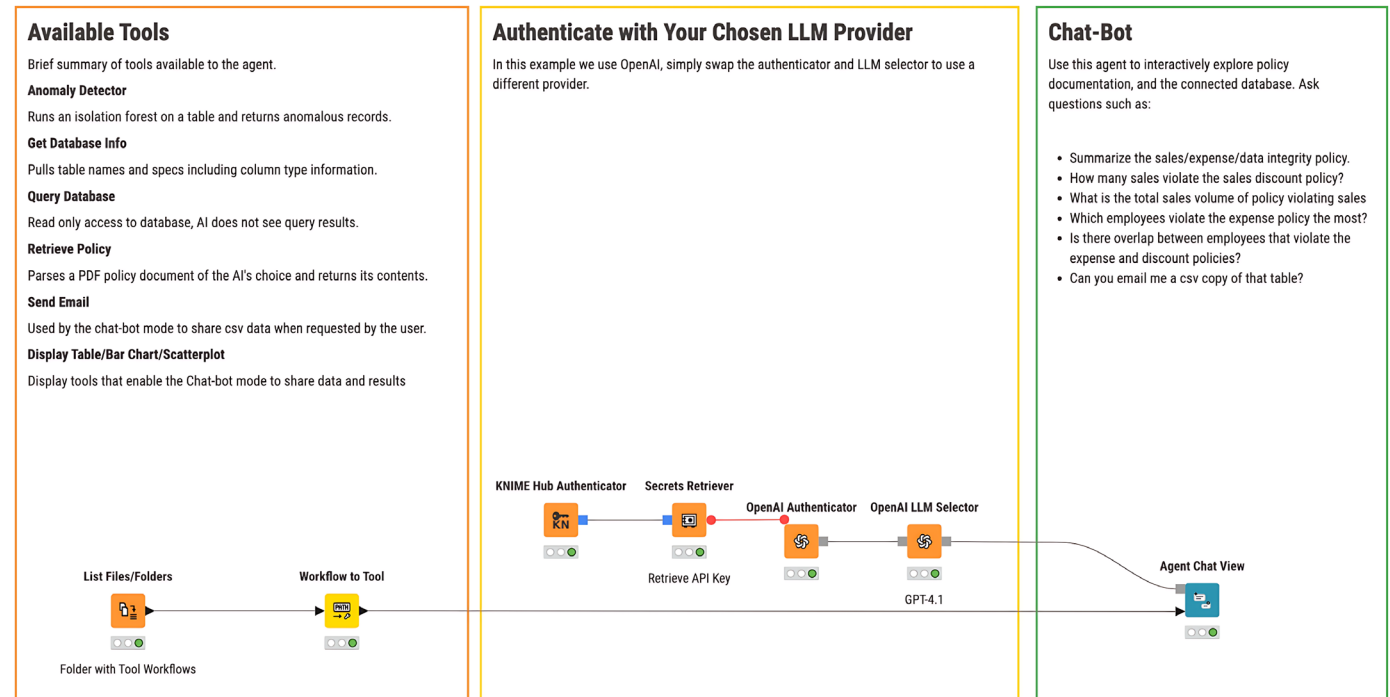 Available Tools
Brief summary of tools available to the agent.
Anomaly Detector
Runs an isolation forest on a table and returns anomalous records.
Get Database Info
Pulls table names and specs including column type information.
Query Database
Read only access to database, AI does not see query results.
Retrieve Policy
Parses a PDF policy document of the AI's choice and returns its contents.
Send Email
Used by the chat-bot mode to share csv data when requested by the user.
Display Table/Bar Chart/Scatterplot
Display tools that enable the Chat-bot mode to share data and results
List Files/Folders
Workflow to Tool
PATH
Folder with Tool Workflows
Authenticate with Your Chosen LLM Provider
In this example we use OpenAI, simply swap the authenticator and LLM selector to use a
different provider.
KNIME Hub Authenticator
KN
Secrets Retriever
Retrieve API Key
OpenAI Authenticator
OpenAI LLM Selector
GPT-4.1
Chat-Bot
Use this agent to interactively explore policy
documentation, and the connected database. Ask
questions such as:
• Summarize the sales/expense/data integrity policy.
• How many sales violate the sales discount policy?
• What is the total sales volume of policy violating sales
• Which employees violate the expense policy the most?
• Is there overlap between employees that violate the
expense and discount policies?
• Can you email me a csv copy of that table?
Agent Chat View